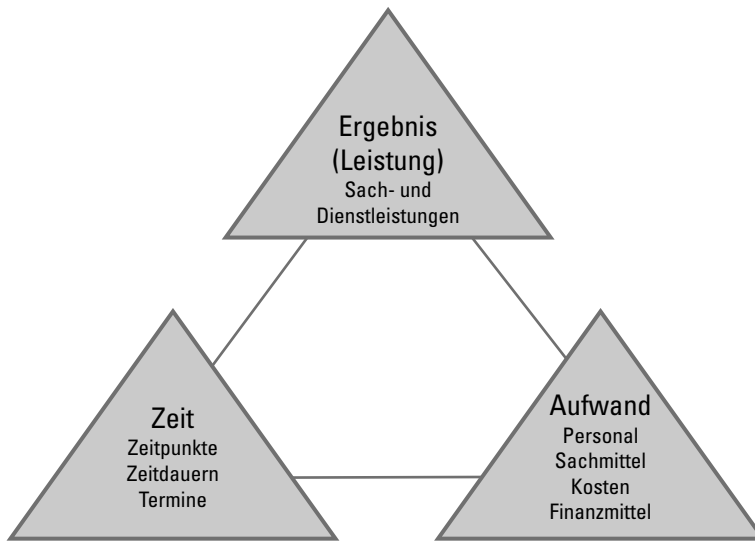 Ergebnis
(Leistung)
Sach- und
Dienstleistungen
Zeit
Zeitpunkte
Zeitdauern
Termine
Aufwand
Personal
Sachmittel
Kosten
Finanzmittel